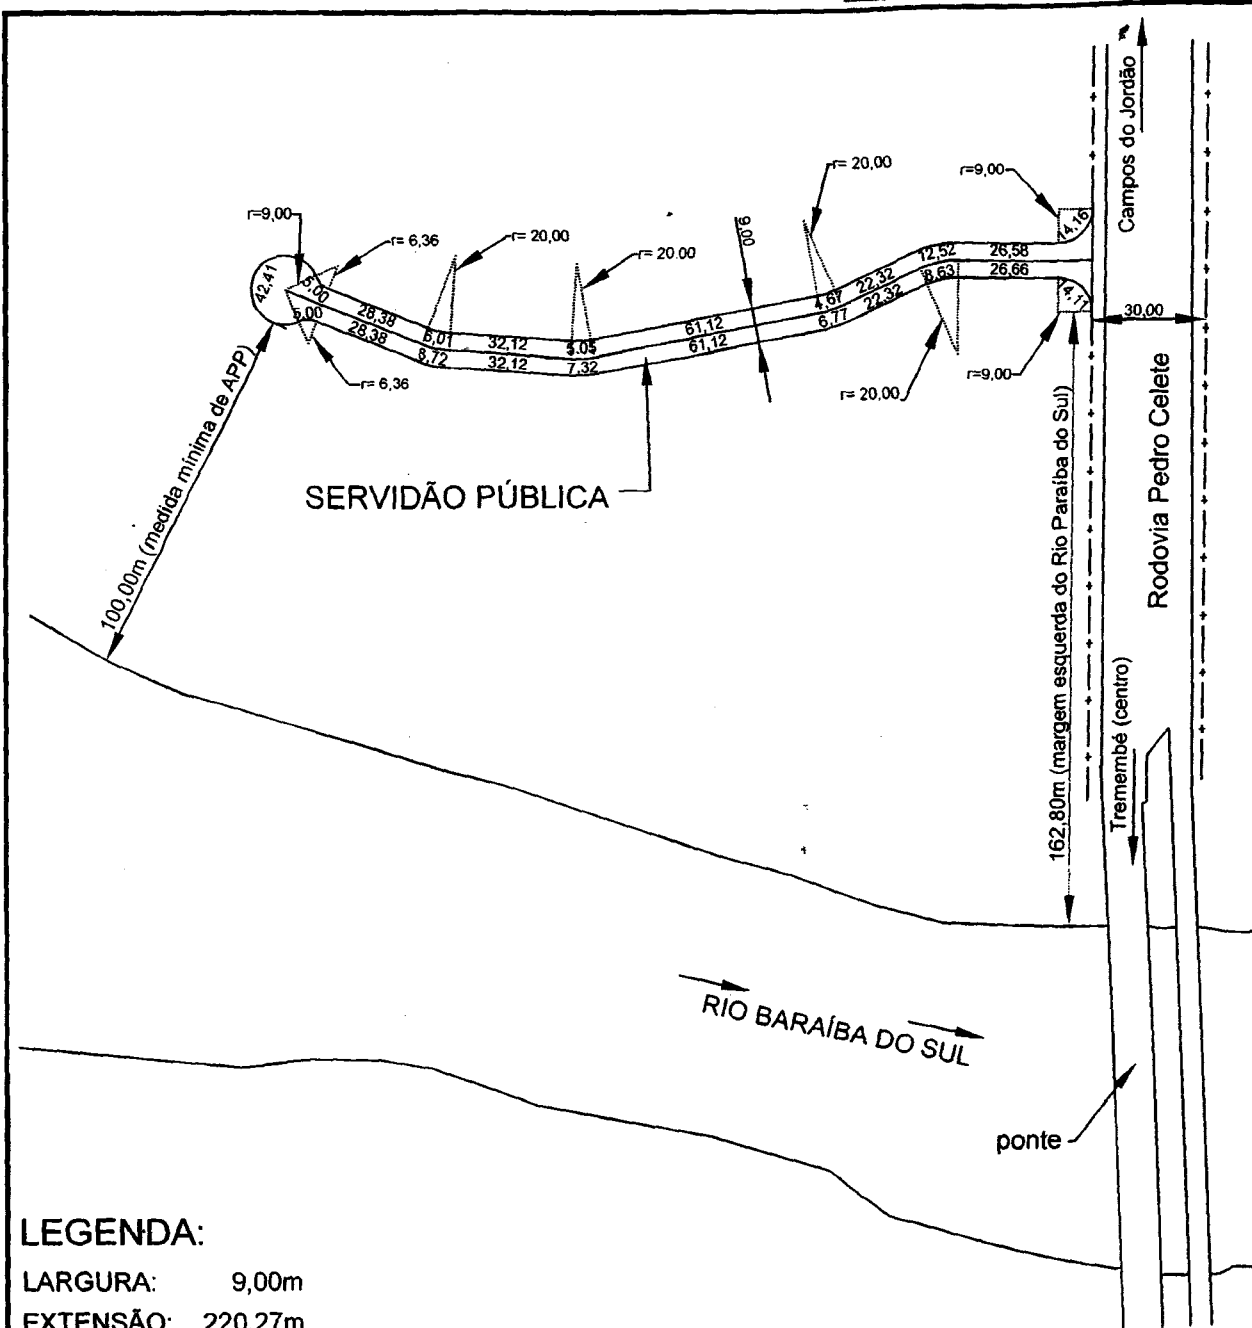 Campos do Jordão
r= 20,00
r=9,00
r=9,00
r= 6,36
r= 20,00
r= 20.00
9,00
14,16
42,41
5,00
28,38
6,01
32,12
5,05
61,12
4,67
22,32
12,52
26,58
5,00
28,38
8,72
32,12
7,32
61,12
6,77
22,32
8,63
26,66
14,11
30,00
r= 6,36
r= 20,00
r=9,00
100,00m (medida mínima de APP)
SERVIDÃO PÚBLICA
162,80m (margem esquerda do Rio Paraíba do Sul)
Rodovia Pedro Celete
Tremembé (centro)
RIO BARAÍBA DO SUL
ponte
LEGENDA:
LARGURA: 9,00m
EXTENSÃO: 220,27m